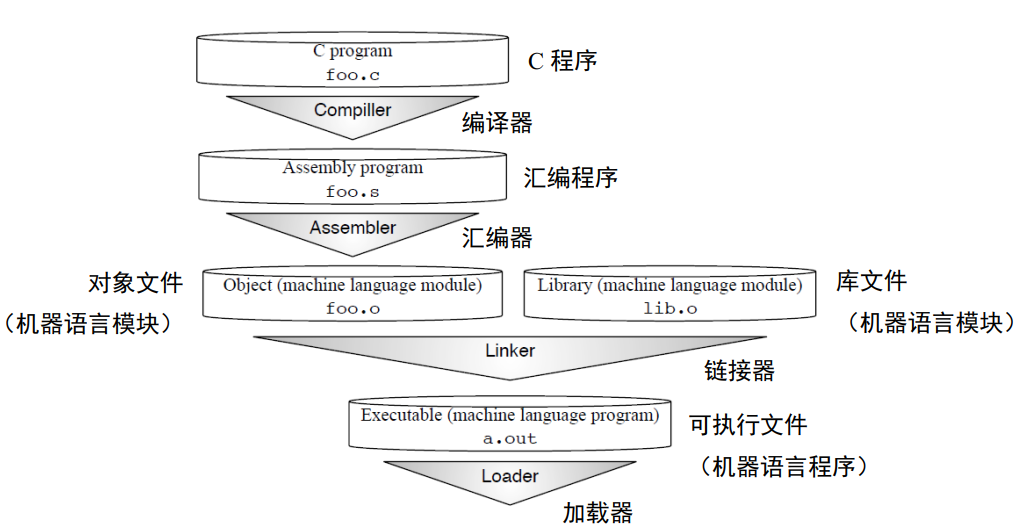 C program
foo.c
C 程序
Compiller
编译器
Assembly program
foo.s
汇编程序
Assembler
汇编器
对象文件
（机器语言模块）
Object (machine language module)
foo.o
Library (machine language module)
lib.o
库文件
（机器语言模块）
Linker
链接器
Executable (machine language program)
a.out
可执行文件
（机器语言程序）
Loader
加载器